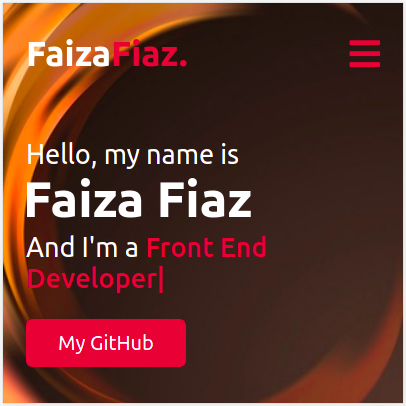 FaizaFiaz.
Hello, my name is
Faiza Fiaz
And I'm a Front End
Developer|
My GitHub